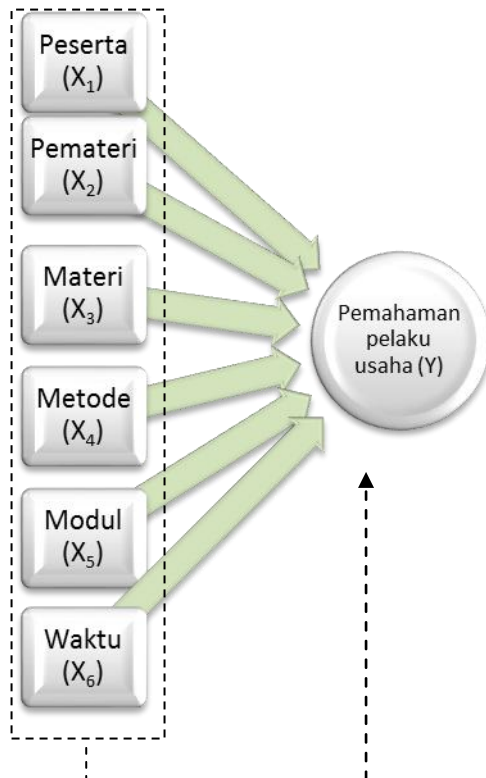 Peserta
(X₁)
Pemateri
(X₂)
Materi
(X₃)
Metode
(X₄)
Modul
(X₅)
Waktu
(X₆)
Pemahaman
pelaku
usaha (Y)